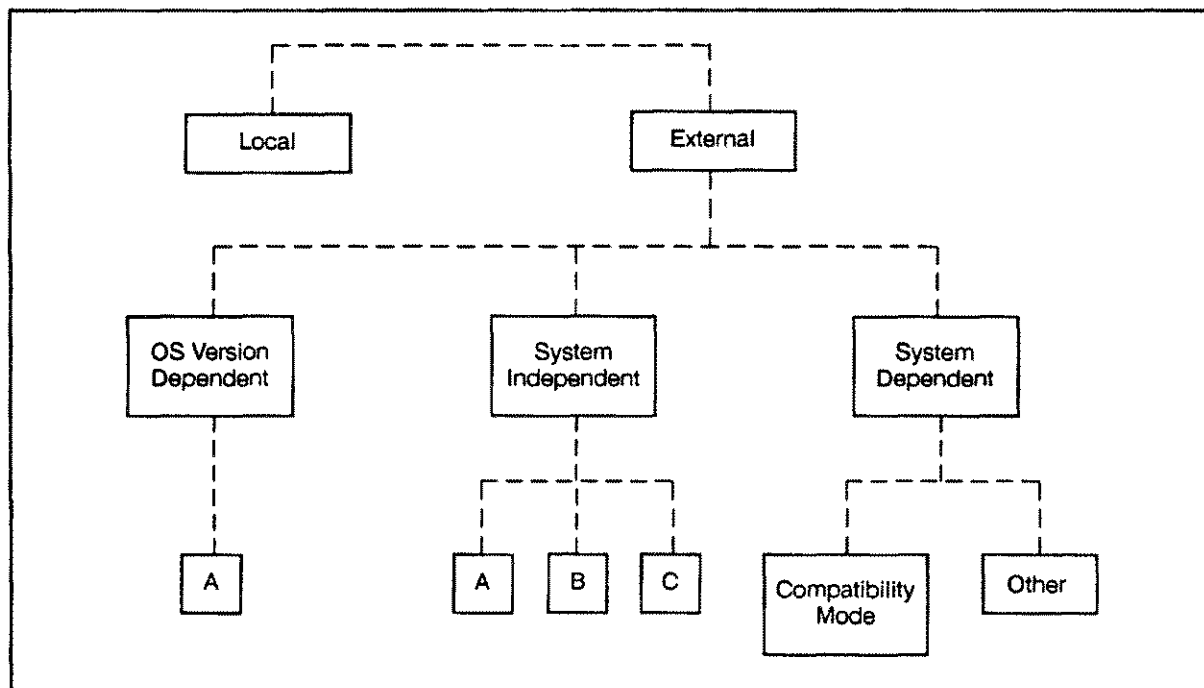 Local
External
OS Version
Dependent
System
Independent
System
Dependent
A
A
B
C
Compatibility
Mode
Other